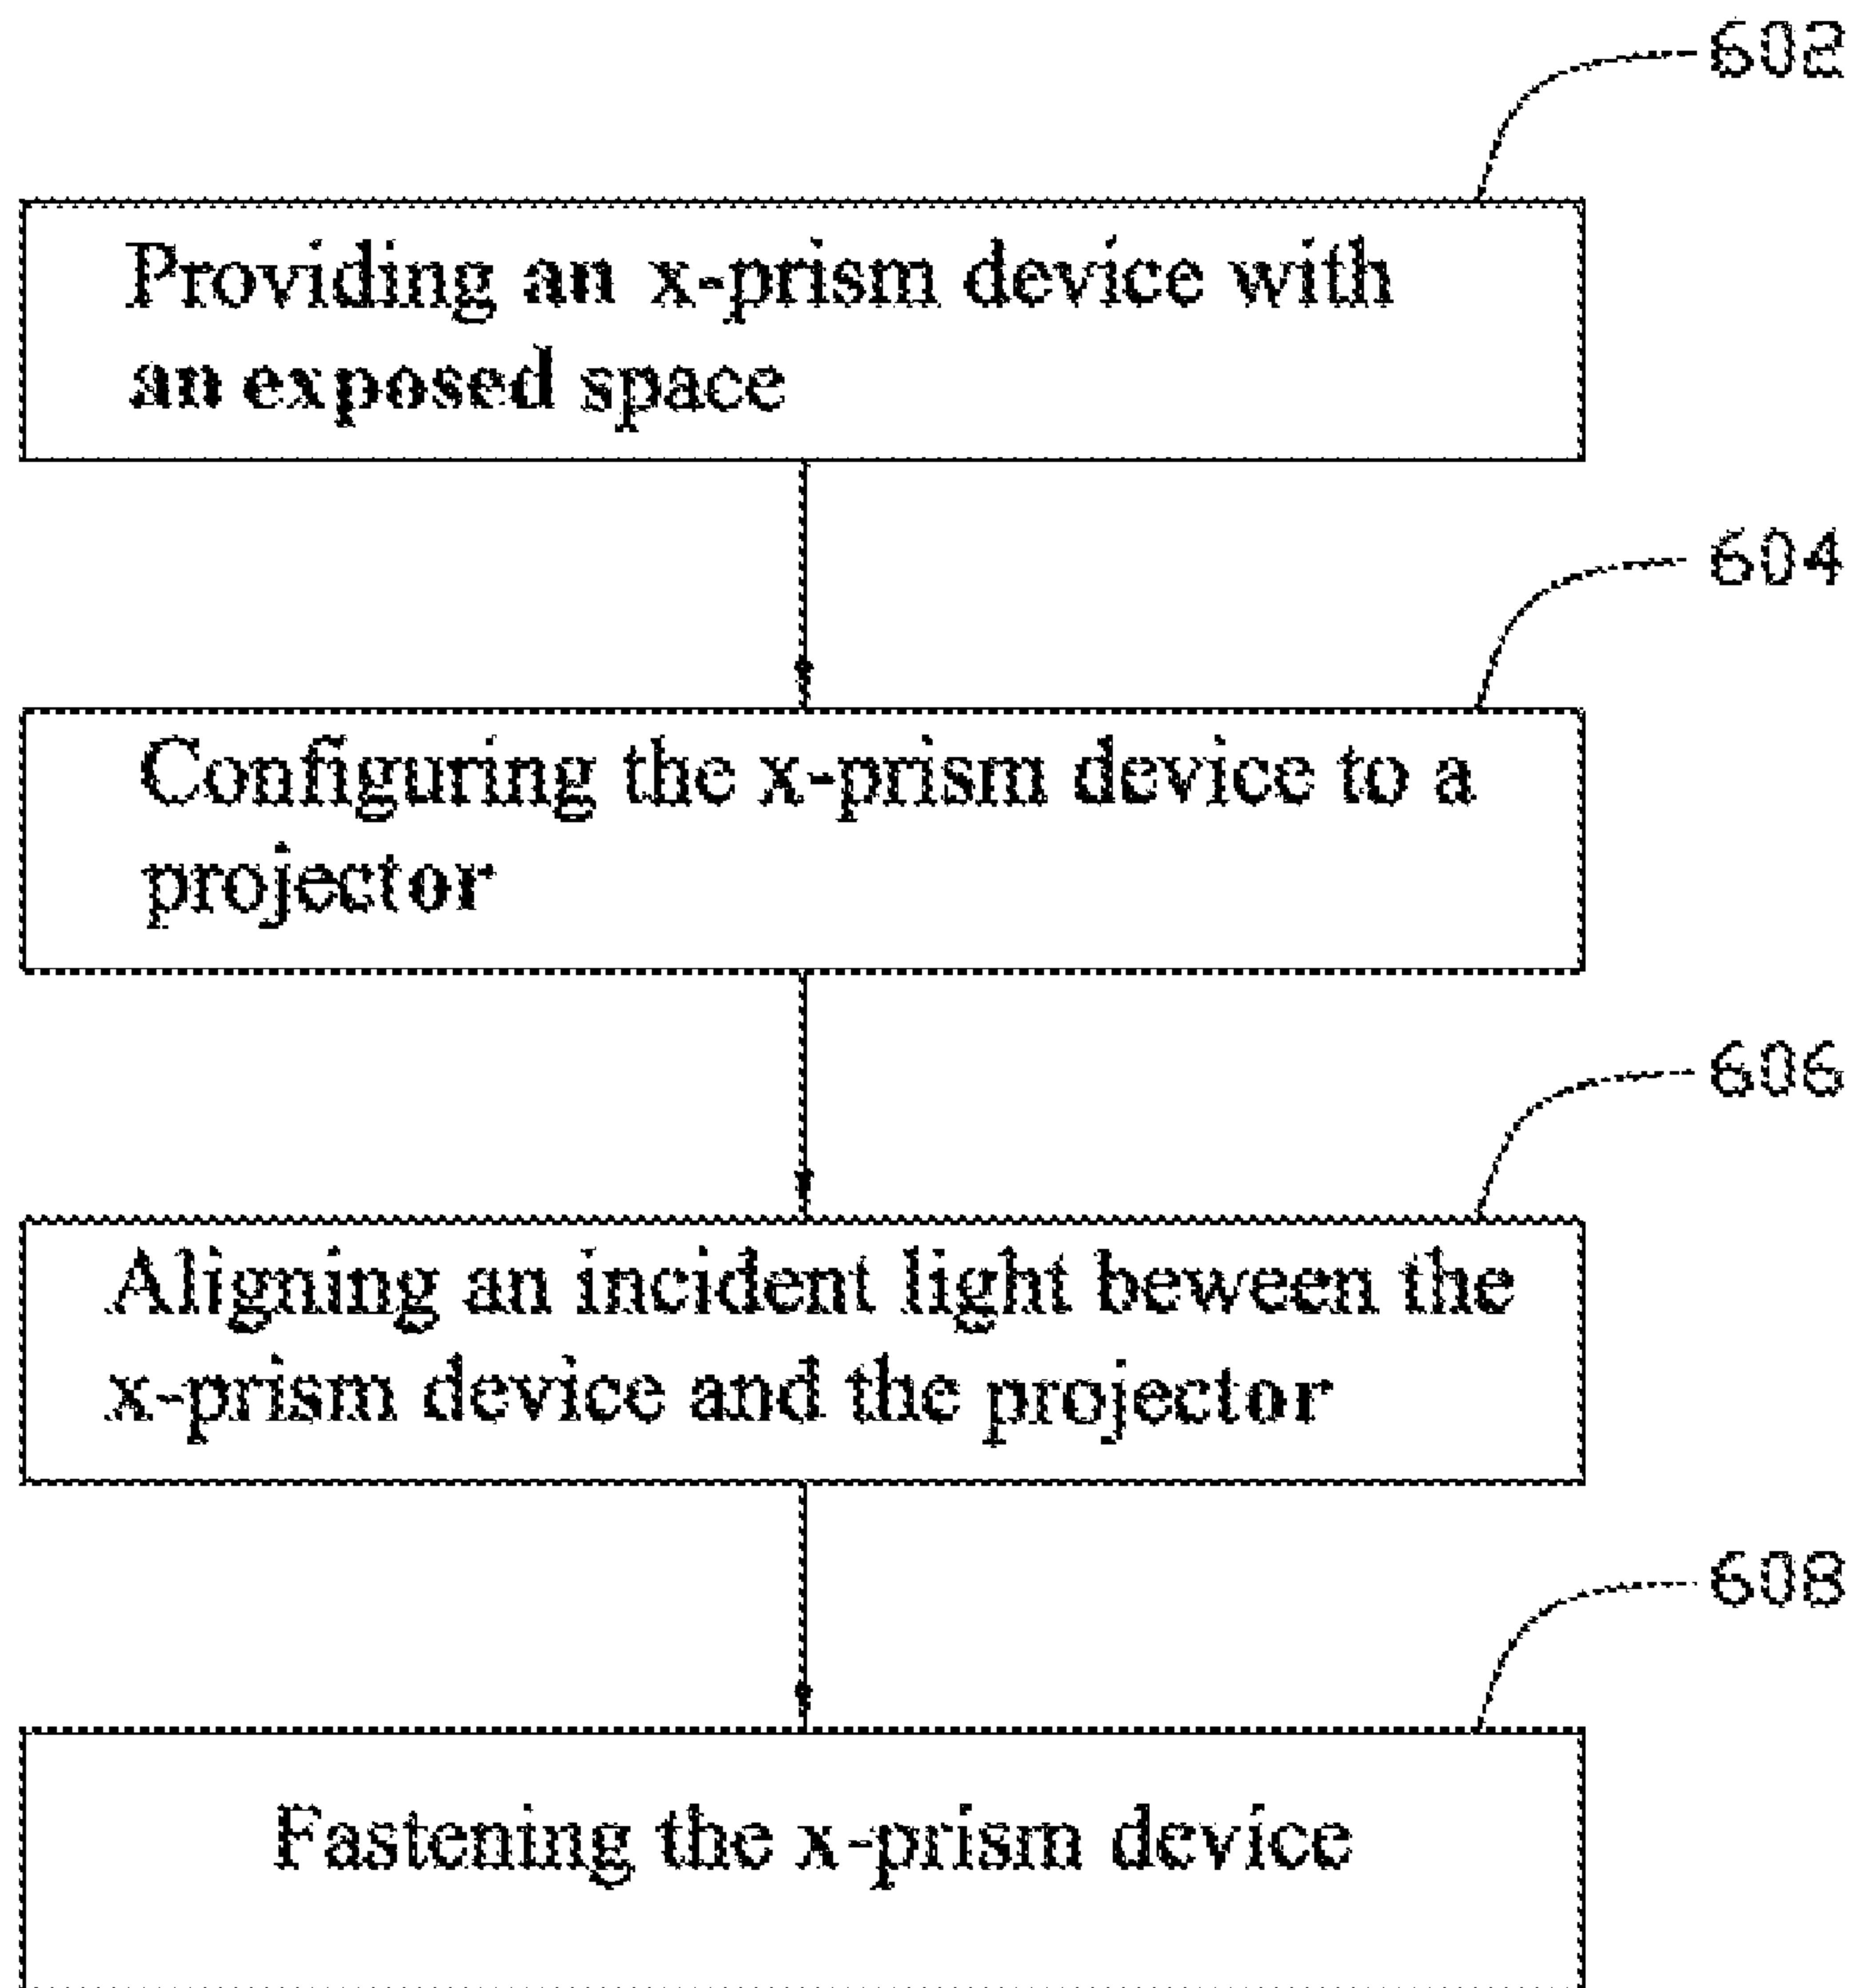 602
Providing an x-prism device with
an exposed space
604
Configuring the x-prism device to a
projector
606
Aligning an incident light beween the
x-prism device and the projector
608
Fastening the x-prism device